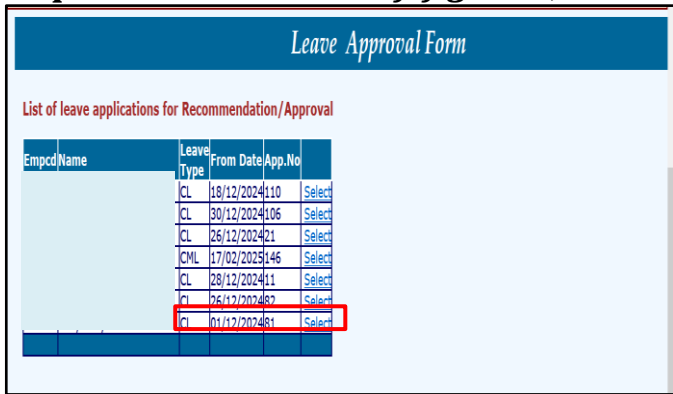 Leave Approval Form
List of leave applications for Recommendation/Approval
Empcd Name Leave Type From Date App.No
CL 18/12/2024 110 Select
CL 30/12/2024 106 Select
CL 26/12/2024 21 Select
CML 17/02/2025 146 Select
CL 28/12/2024 11 Select
CL 26/12/2024 82 Select
CL 01/12/2024 81 Select